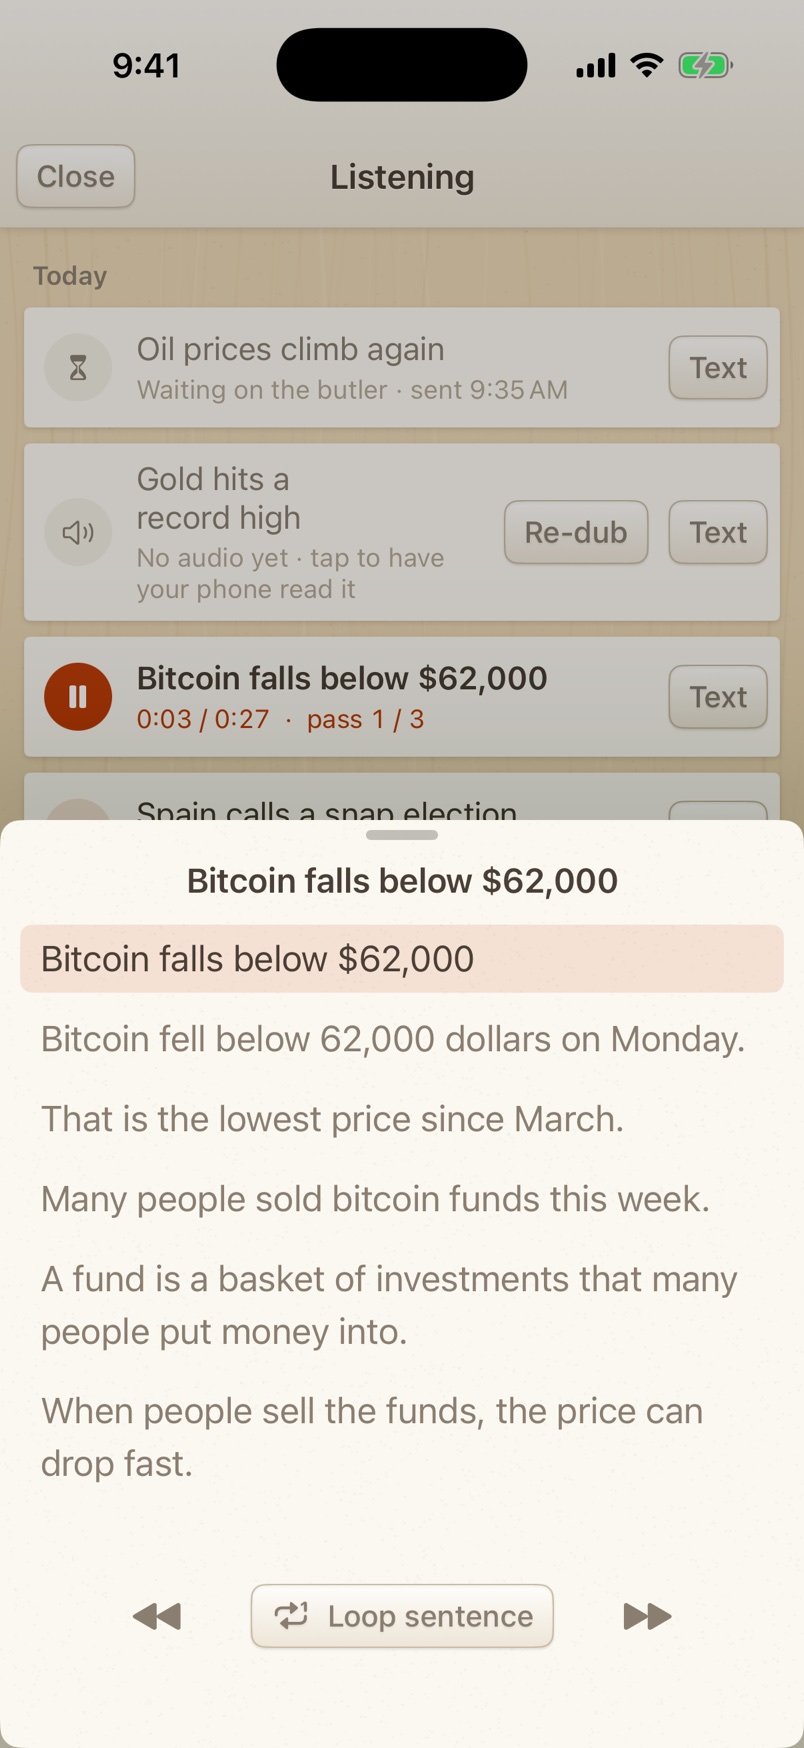 9:41
Close
Listening
Today
Oil prices climb again
Waiting on the butler · sent 9:35 AM
Text
Gold hits a
record high
No audio yet · tap to have
your phone read it
Re-dub
Text
Bitcoin falls below $62,000
0:03 / 0:27 · pass 1 / 3
Text
Spain calls a snap election
Bitcoin falls below $62,000
Bitcoin falls below $62,000
Bitcoin fell below 62,000 dollars on Monday.
That is the lowest price since March.
Many people sold bitcoin funds this week.
A fund is a basket of investments that many
people put money into.
When people sell the funds, the price can
drop fast.
Loop sentence